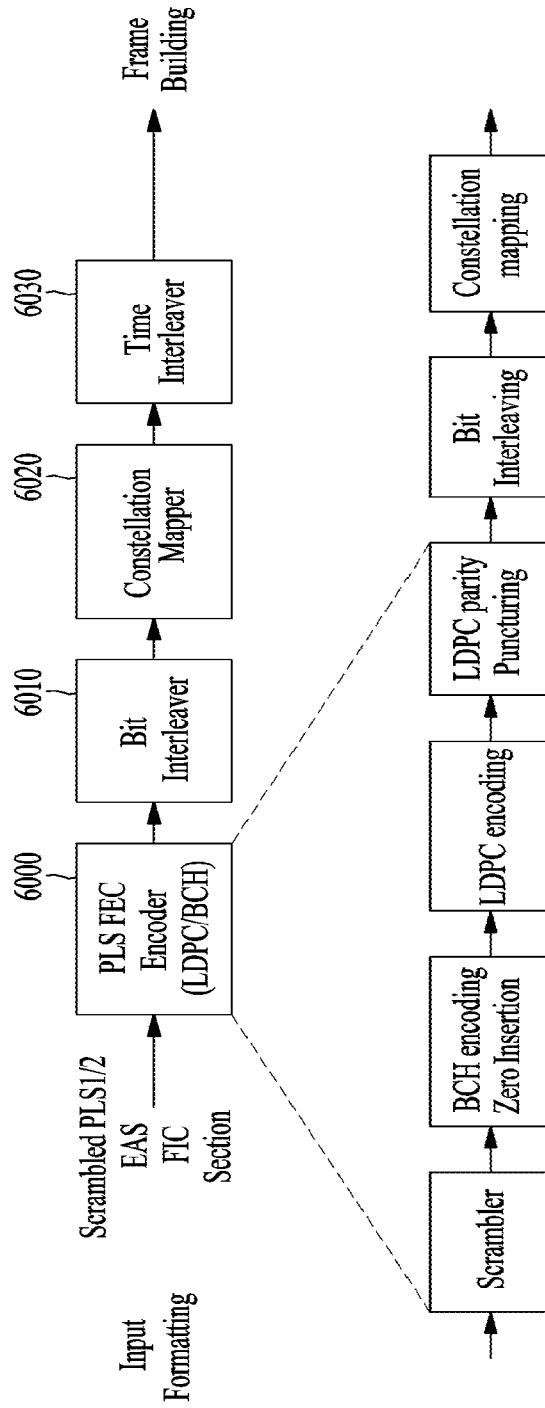 Input
Formatting
Scrambled PLS1/2
EAS
FIC
Section
6000
PLS FEC
Encoder
(LDPC/BCH)
6010
Bit
Interleaver
6020
Constellation
Mapper
6030
Time
Interleaver
Frame
Building
Scrambler
BCH encoding
Zero Insertion
LDPC encoding
LDPC parity
Puncturing
Bit
Interleaving
Constellation
mapping